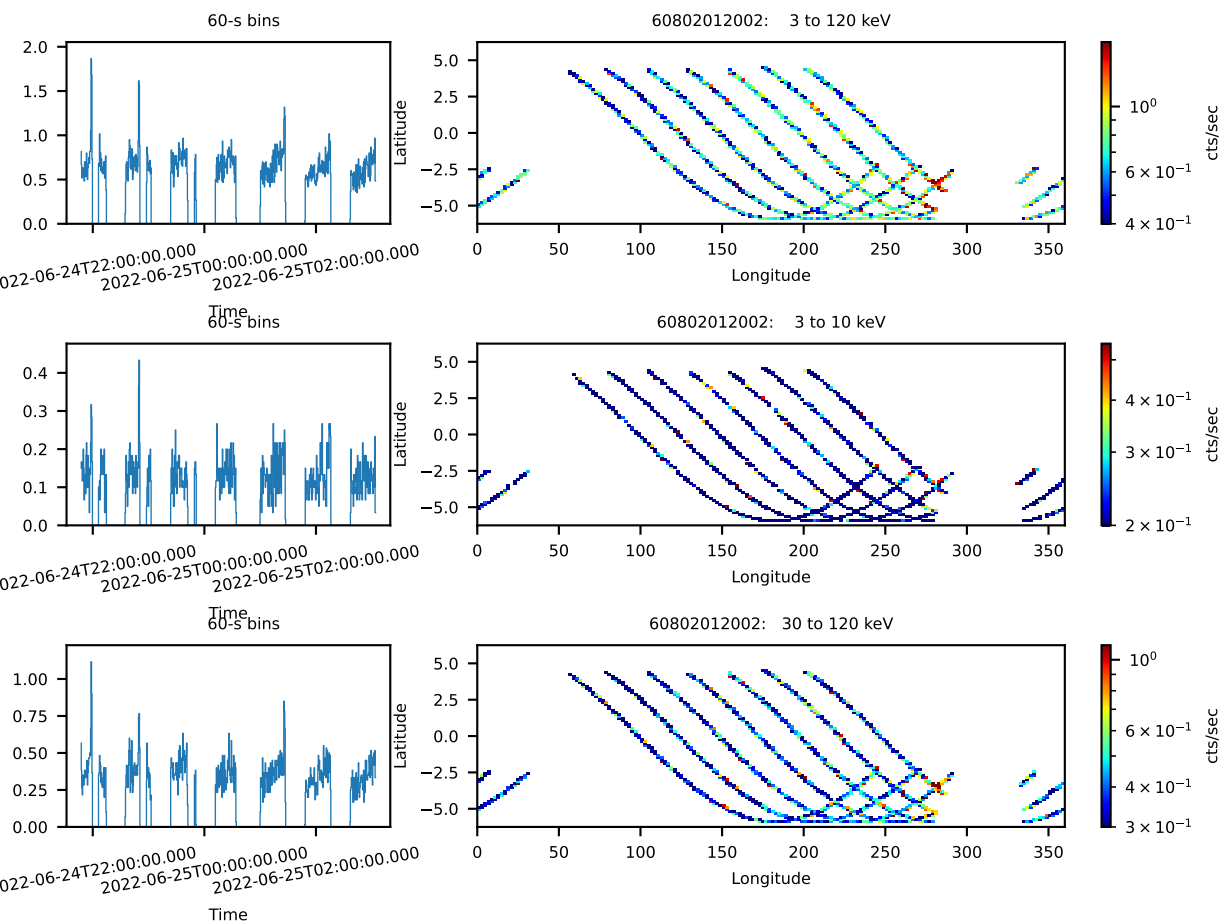 60-s bins
60802012002:    3 to 120 keV
2.0
1.5
1.0
0.5
0.0
022-06-24T22:00:00.000
2022-06-25T00:00:00.000
2022-06-25T02:00:00.000
Time
Latitude
5.0
2.5
0.0
−2.5
−5.0
0 50 100 150 200 250 300 350
Longitude
10⁰
6 × 10⁻¹
4 × 10⁻¹
cts/sec
60-s bins
60802012002:    3 to 10 keV
0.4
0.3
0.2
0.1
0.0
022-06-24T22:00:00.000
2022-06-25T00:00:00.000
2022-06-25T02:00:00.000
Time
Latitude
5.0
2.5
0.0
−2.5
−5.0
0 50 100 150 200 250 300 350
Longitude
4 × 10⁻¹
3 × 10⁻¹
2 × 10⁻¹
cts/sec
60-s bins
60802012002:   30 to 120 keV
1.00
0.75
0.50
0.25
0.00
022-06-24T22:00:00.000
2022-06-25T00:00:00.000
2022-06-25T02:00:00.000
Time
Latitude
5.0
2.5
0.0
−2.5
−5.0
0 50 100 150 200 250 300 350
Longitude
10⁰
6 × 10⁻¹
4 × 10⁻¹
3 × 10⁻¹
cts/sec